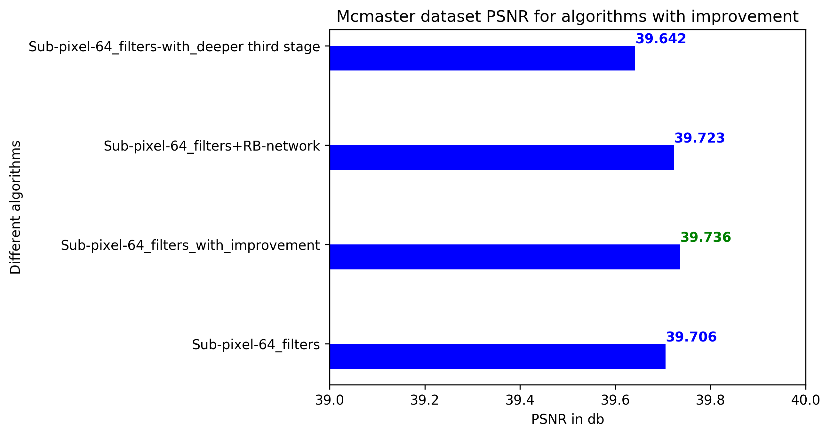 Mcmaster dataset PSNR for algorithms with improvement
Sub-pixel-64_filters-with_deeper third stage
39.642
Sub-pixel-64_filters+RB-network
39.723
Different algorithms
Sub-pixel-64_filters_with_improvement
39.736
Sub-pixel-64_filters
39.706
39.0 39.2 39.4 39.6 39.8 40.0
PSNR in db